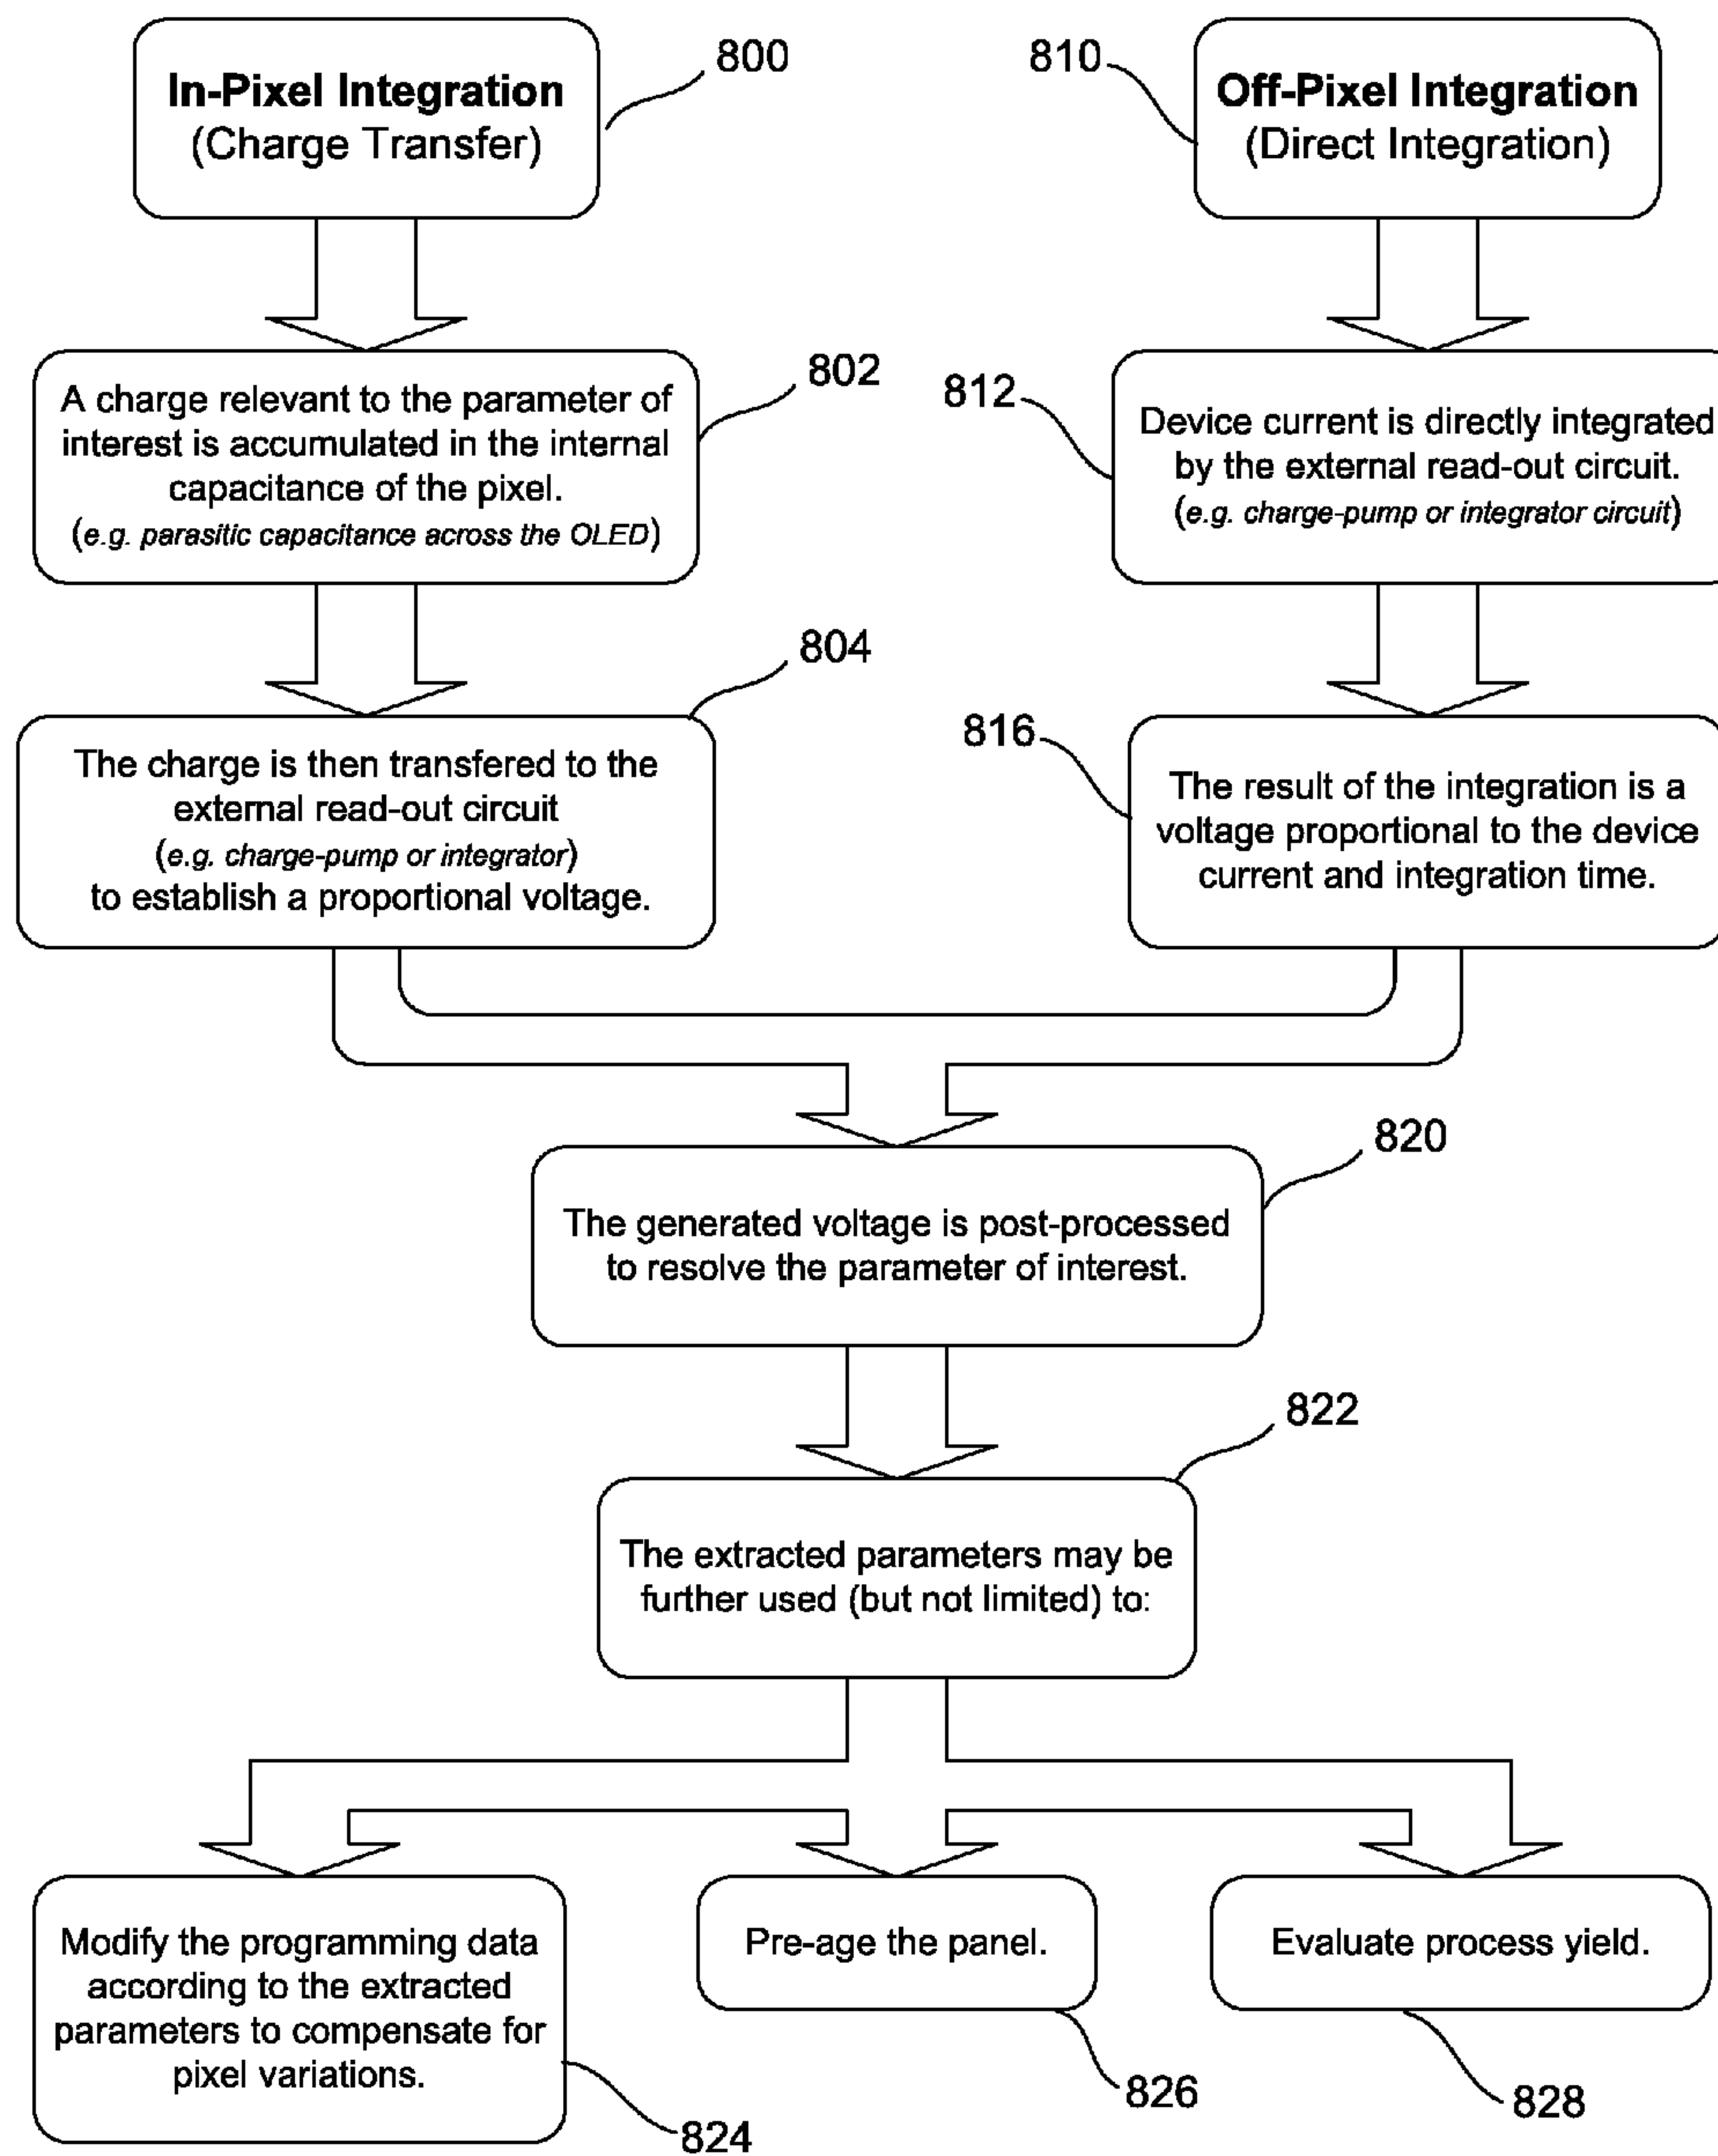 In-Pixel Integration
(Charge Transfer)
800
810
Off-Pixel Integration
(Direct Integration)
A charge relevant to the parameter of
interest is accumulated in the internal
capacitance of the pixel.
(e.g. parasitic capacitance across the OLED)
802
812
Device current is directly integrated
by the external read-out circuit.
(e.g. charge-pump or integrator circuit)
804
The charge is then transfered to the
external read-out circuit
(e.g. charge-pump or integrator)
to establish a proportional voltage.
816
The result of the integration is a
voltage proportional to the device
current and integration time.
820
The generated voltage is post-processed
to resolve the parameter of interest.
822
The extracted parameters may be
further used (but not limited) to:
Modify the programming data
according to the extracted
parameters to compensate for
pixel variations.
824
Pre-age the panel.
826
Evaluate process yield.
828